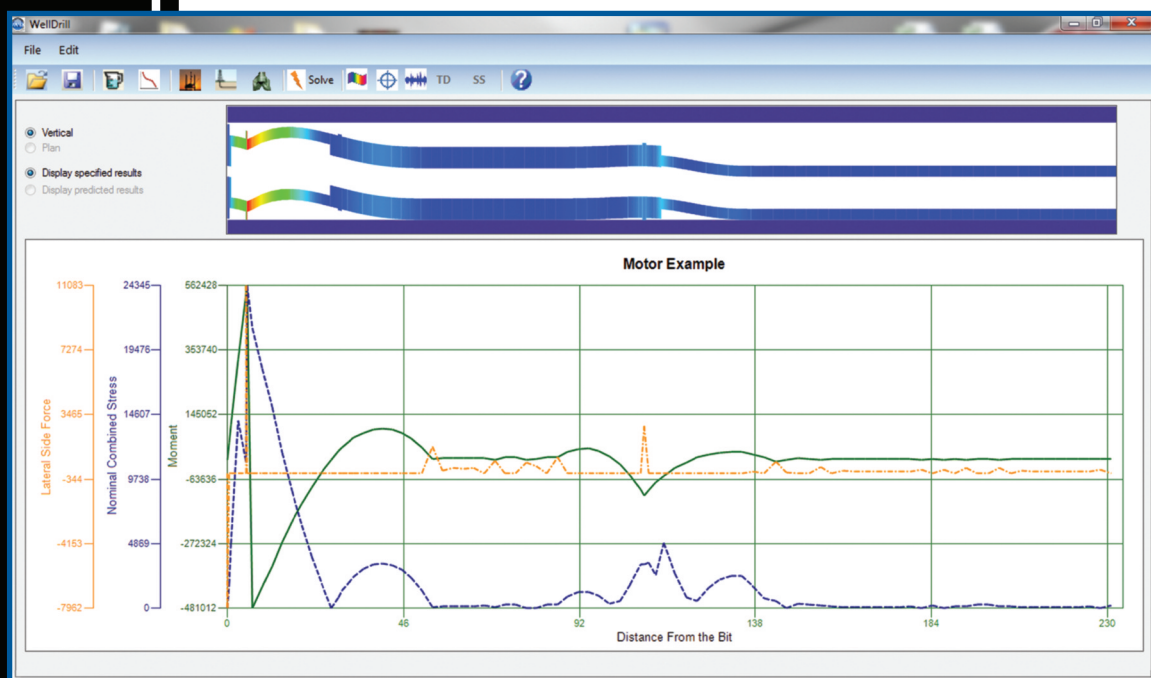 WellDrill
File Edit
Solve TD SS ?
Vertical
Plan
Display specified results
Display predicted results
Motor Example
11083 24345 562428
7274 19476 353740
3465 14607 145052
-344 9738 -63636
-4153 4869 -272324
-7962 0 -481012
Lateral Side Force
Nominal Combined Stress
Moment
0 46 92 138 184 230
Distance From the Bit